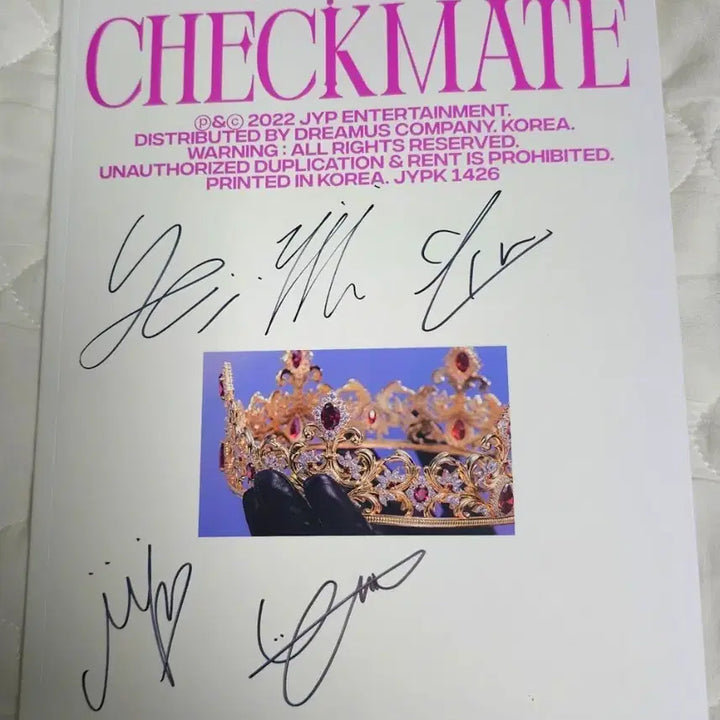 CHECKMATE
Ⓟ&Ⓒ 2022 JYP ENTERTAINMENT.
DISTRIBUTED BY DREAMUS COMPANY. KOREA.
WARNING : ALL RIGHTS RESERVED.
UNAUTHORIZED DUPLICATION & RENT IS PROHIBITED.
PRINTED IN KOREA. JYPK 1426
Yeji